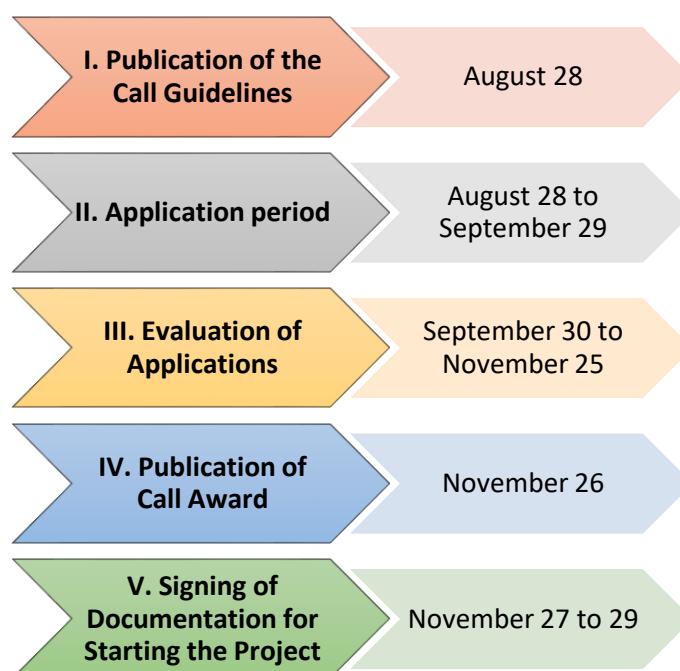 I. Publication of the
Call Guidelines
August 28
II. Application period
August 28 to
September 29
III. Evaluation of
Applications
September 30 to
November 25
IV. Publication of
Call Award
November 26
V. Signing of
Documentation for
Starting the Project
November 27 to 29